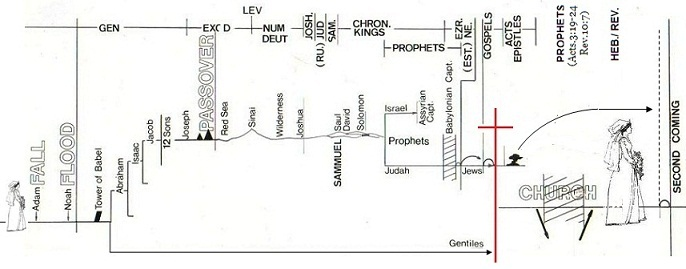 GEN
EXOD
LEV
NUM
DEUT
JOSH.
(RU.) JUD
SAM.
CHRON.
KINGS
PROPHETS
EZR.
(EST.) NE.
GOSPELS
ACTS
EPISTLES
PROPHETS
(Acts.3:19-24
Rev.10:7)
HEB./REV.
Adam
FALL
Noah
FLOOD
Tower of Babel
Abraham
Isaac
Jacob
12 Sons
Joseph
PASSOVER
Red Sea
Sinai
Wilderness
Joshua
SAMMUEL
Saul
David
Solomon
Israel
Assyrian
Capt.
Prophets
Judah
Babylonian Capt.
Jews
CHURCH
SECOND COMING
Gentiles